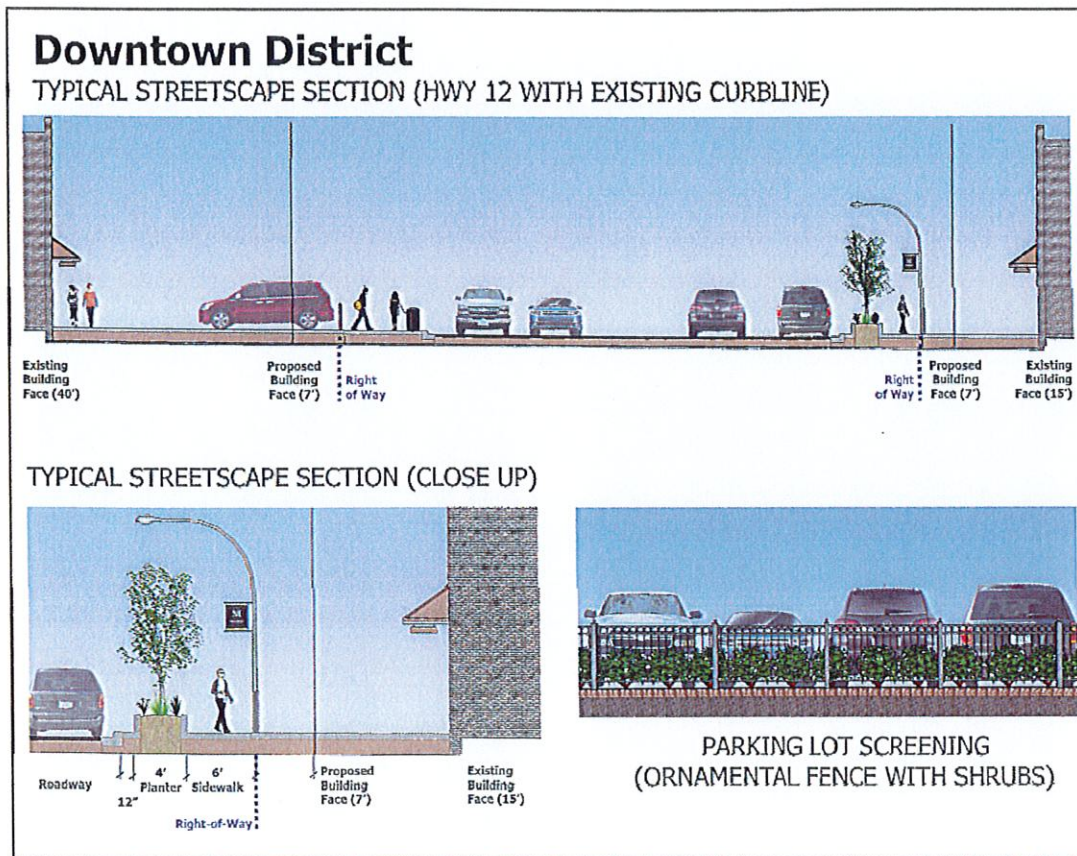 Downtown District
TYPICAL STREETSCAPE SECTION (HWY 12 WITH EXISTING CURBLINE)
Existing
Building
Face (40')
Proposed
Building
Face (7')
Right
of Way
Right
of Way
Proposed
Building
Face (7')
Existing
Building
Face (15')
TYPICAL STREETSCAPE SECTION (CLOSE UP)
M
Roadway
12"
4'
Planter
6'
Sidewalk
Right-of-Way
Proposed
Building
Face (7')
Existing
Building
Face (15')
PARKING LOT SCREENING
(ORNAMENTAL FENCE WITH SHRUBS)